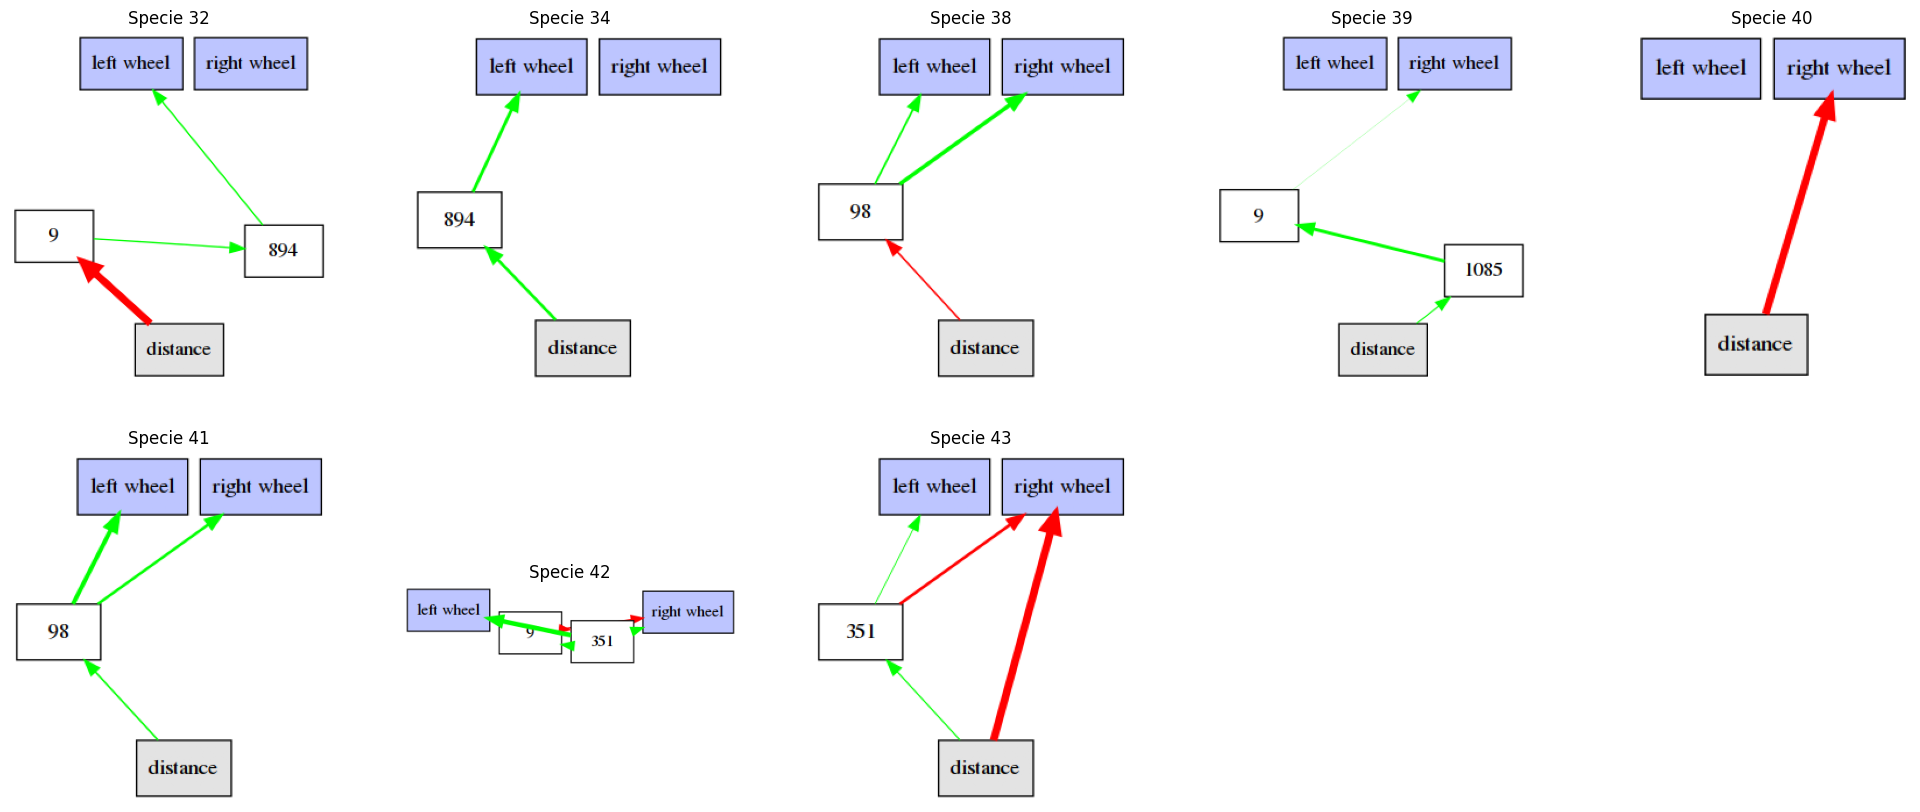 Specie 32
left wheel right wheel
9
894
distance
Specie 34
left wheel right wheel
894
distance
Specie 38
left wheel right wheel
98
distance
Specie 39
left wheel right wheel
9
1085
distance
Specie 40
left wheel right wheel
distance
Specie 41
left wheel right wheel
98
distance
Specie 42
left wheel right wheel
9
351
Specie 43
left wheel right wheel
351
distance